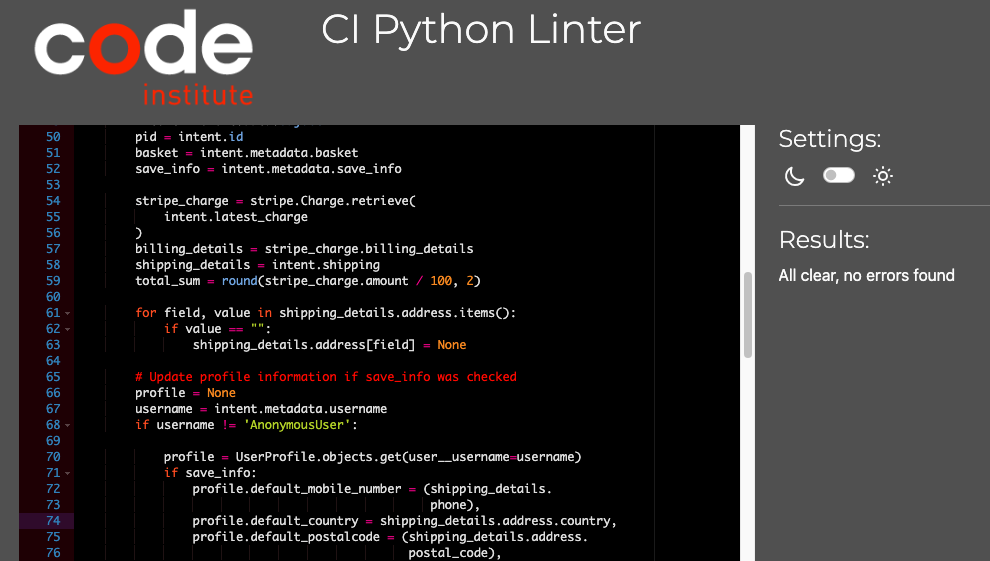 code
institute
CI Python Linter
50 pid = intent.id
51 basket = intent.metadata.basket
52 save_info = intent.metadata.save_info
53
54 stripe_charge = stripe.Charge.retrieve(
55 intent.latest_charge
56 )
57 billing_details = stripe_charge.billing_details
58 shipping_details = intent.shipping
59 total_sum = round(stripe_charge.amount / 100, 2)
60
61 for field, value in shipping_details.address.items():
62 if value == "":
63 shipping_details.address[field] = None
64
65 # Update profile information if save_info was checked
66 profile = None
67 username = intent.metadata.username
68 if username != 'AnonymousUser':
69
70 profile = UserProfile.objects.get(user__username=username)
71 if save_info:
72 profile.default_mobile_number = (shipping_details.
73 phone),
74 profile.default_country = shipping_details.address.country,
75 profile.default_postalcode = (shipping_details.address.
76 postal_code),
Settings:
Results:
All clear, no errors found